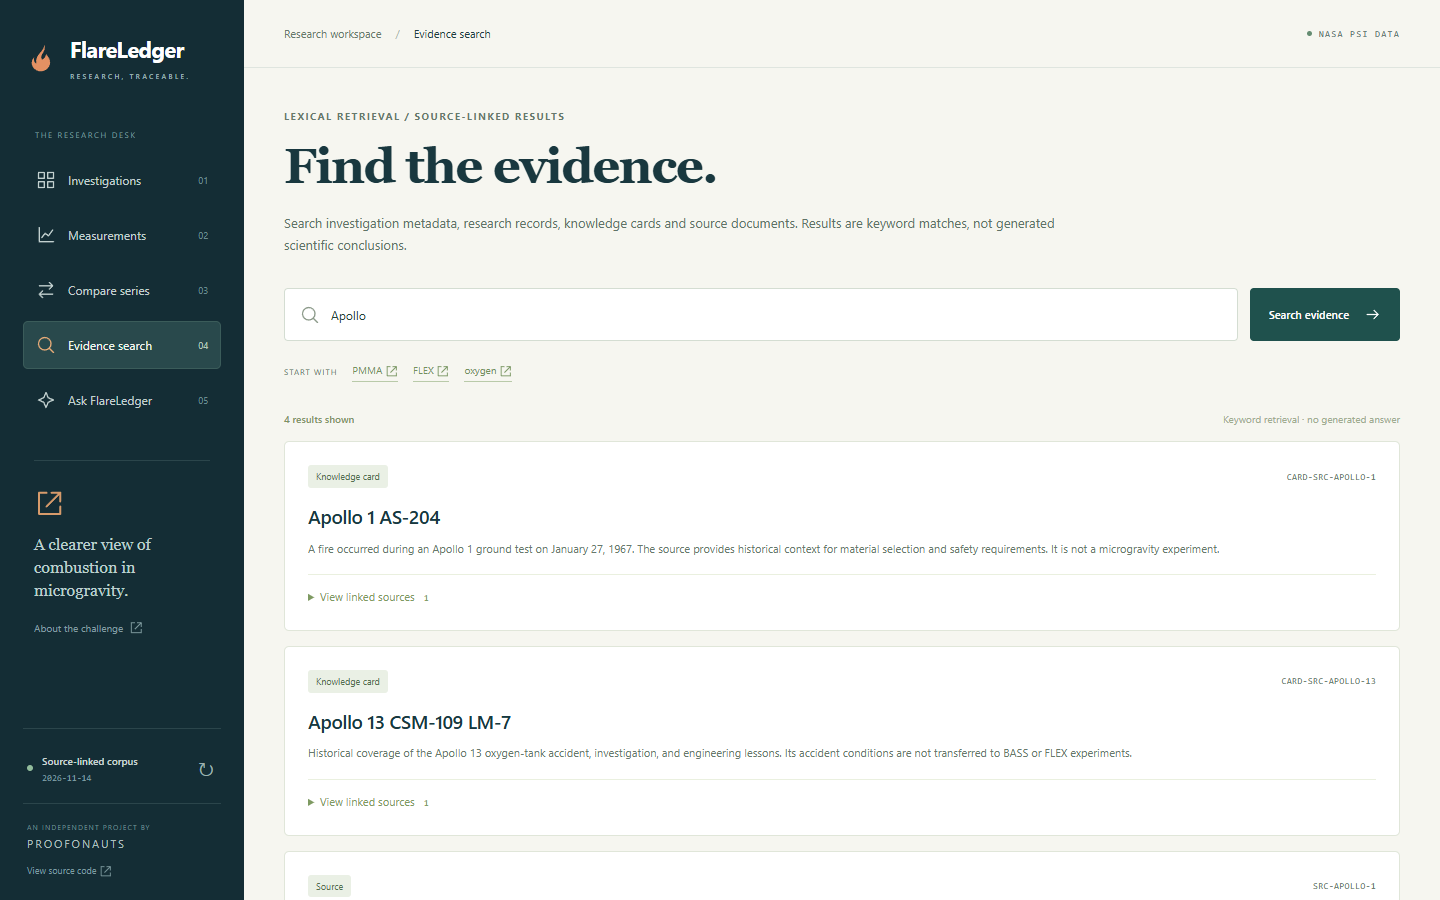 FlareLedger
RESEARCH, TRACEABLE.
THE RESEARCH DESK
Investigations 01
Measurements 02
Compare series 03
Evidence search 04
Ask FlareLedger 05
A clearer view of
combustion in
microgravity.
About the challenge
Source-linked corpus
2026-11-14
AN INDEPENDENT PROJECT BY
PROOFONAUTS
View source code
Research workspace / Evidence search
NASA PSI DATA
LEXICAL RETRIEVAL / SOURCE-LINKED RESULTS
Find the evidence.
Search investigation metadata, research records, knowledge cards and source documents. Results are keyword matches, not generated
scientific conclusions.
Apollo
Search evidence
START WITH PMMA FLEX oxygen
4 results shown
Keyword retrieval · no generated answer
Knowledge card
CARD-SRC-APOLLO-1
Apollo 1 AS-204
A fire occurred during an Apollo 1 ground test on January 27, 1967. The source provides historical context for material selection and safety requirements. It is not a microgravity experiment.
View linked sources 1
Knowledge card
CARD-SRC-APOLLO-13
Apollo 13 CSM-109 LM-7
Historical coverage of the Apollo 13 oxygen-tank accident, investigation, and engineering lessons. Its accident conditions are not transferred to BASS or FLEX experiments.
View linked sources 1
Source
SRC-APOLLO-1